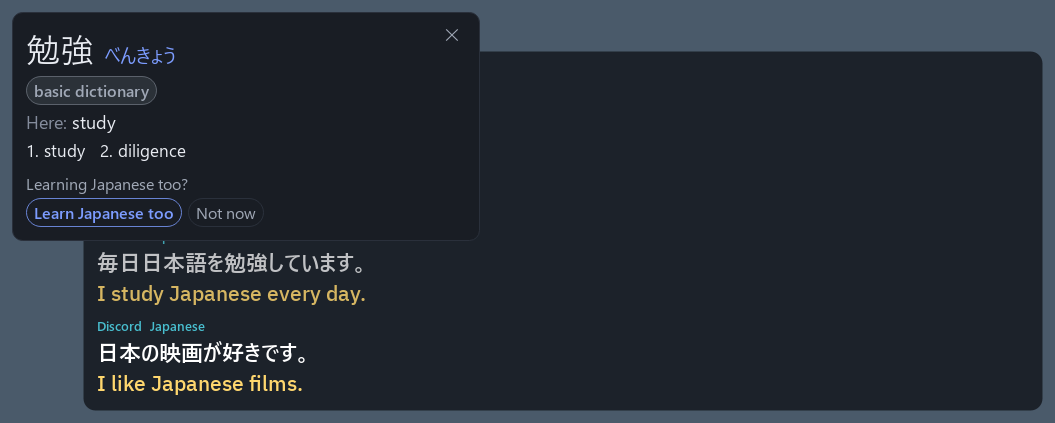 勉強 べんきょう
basic dictionary
Here: study
1. study 2. diligence
Learning Japanese too?
Learn Japanese too Not now
毎日日本語を勉強しています。
I study Japanese every day.
Discord Japanese
日本の映画が好きです。
I like Japanese films.